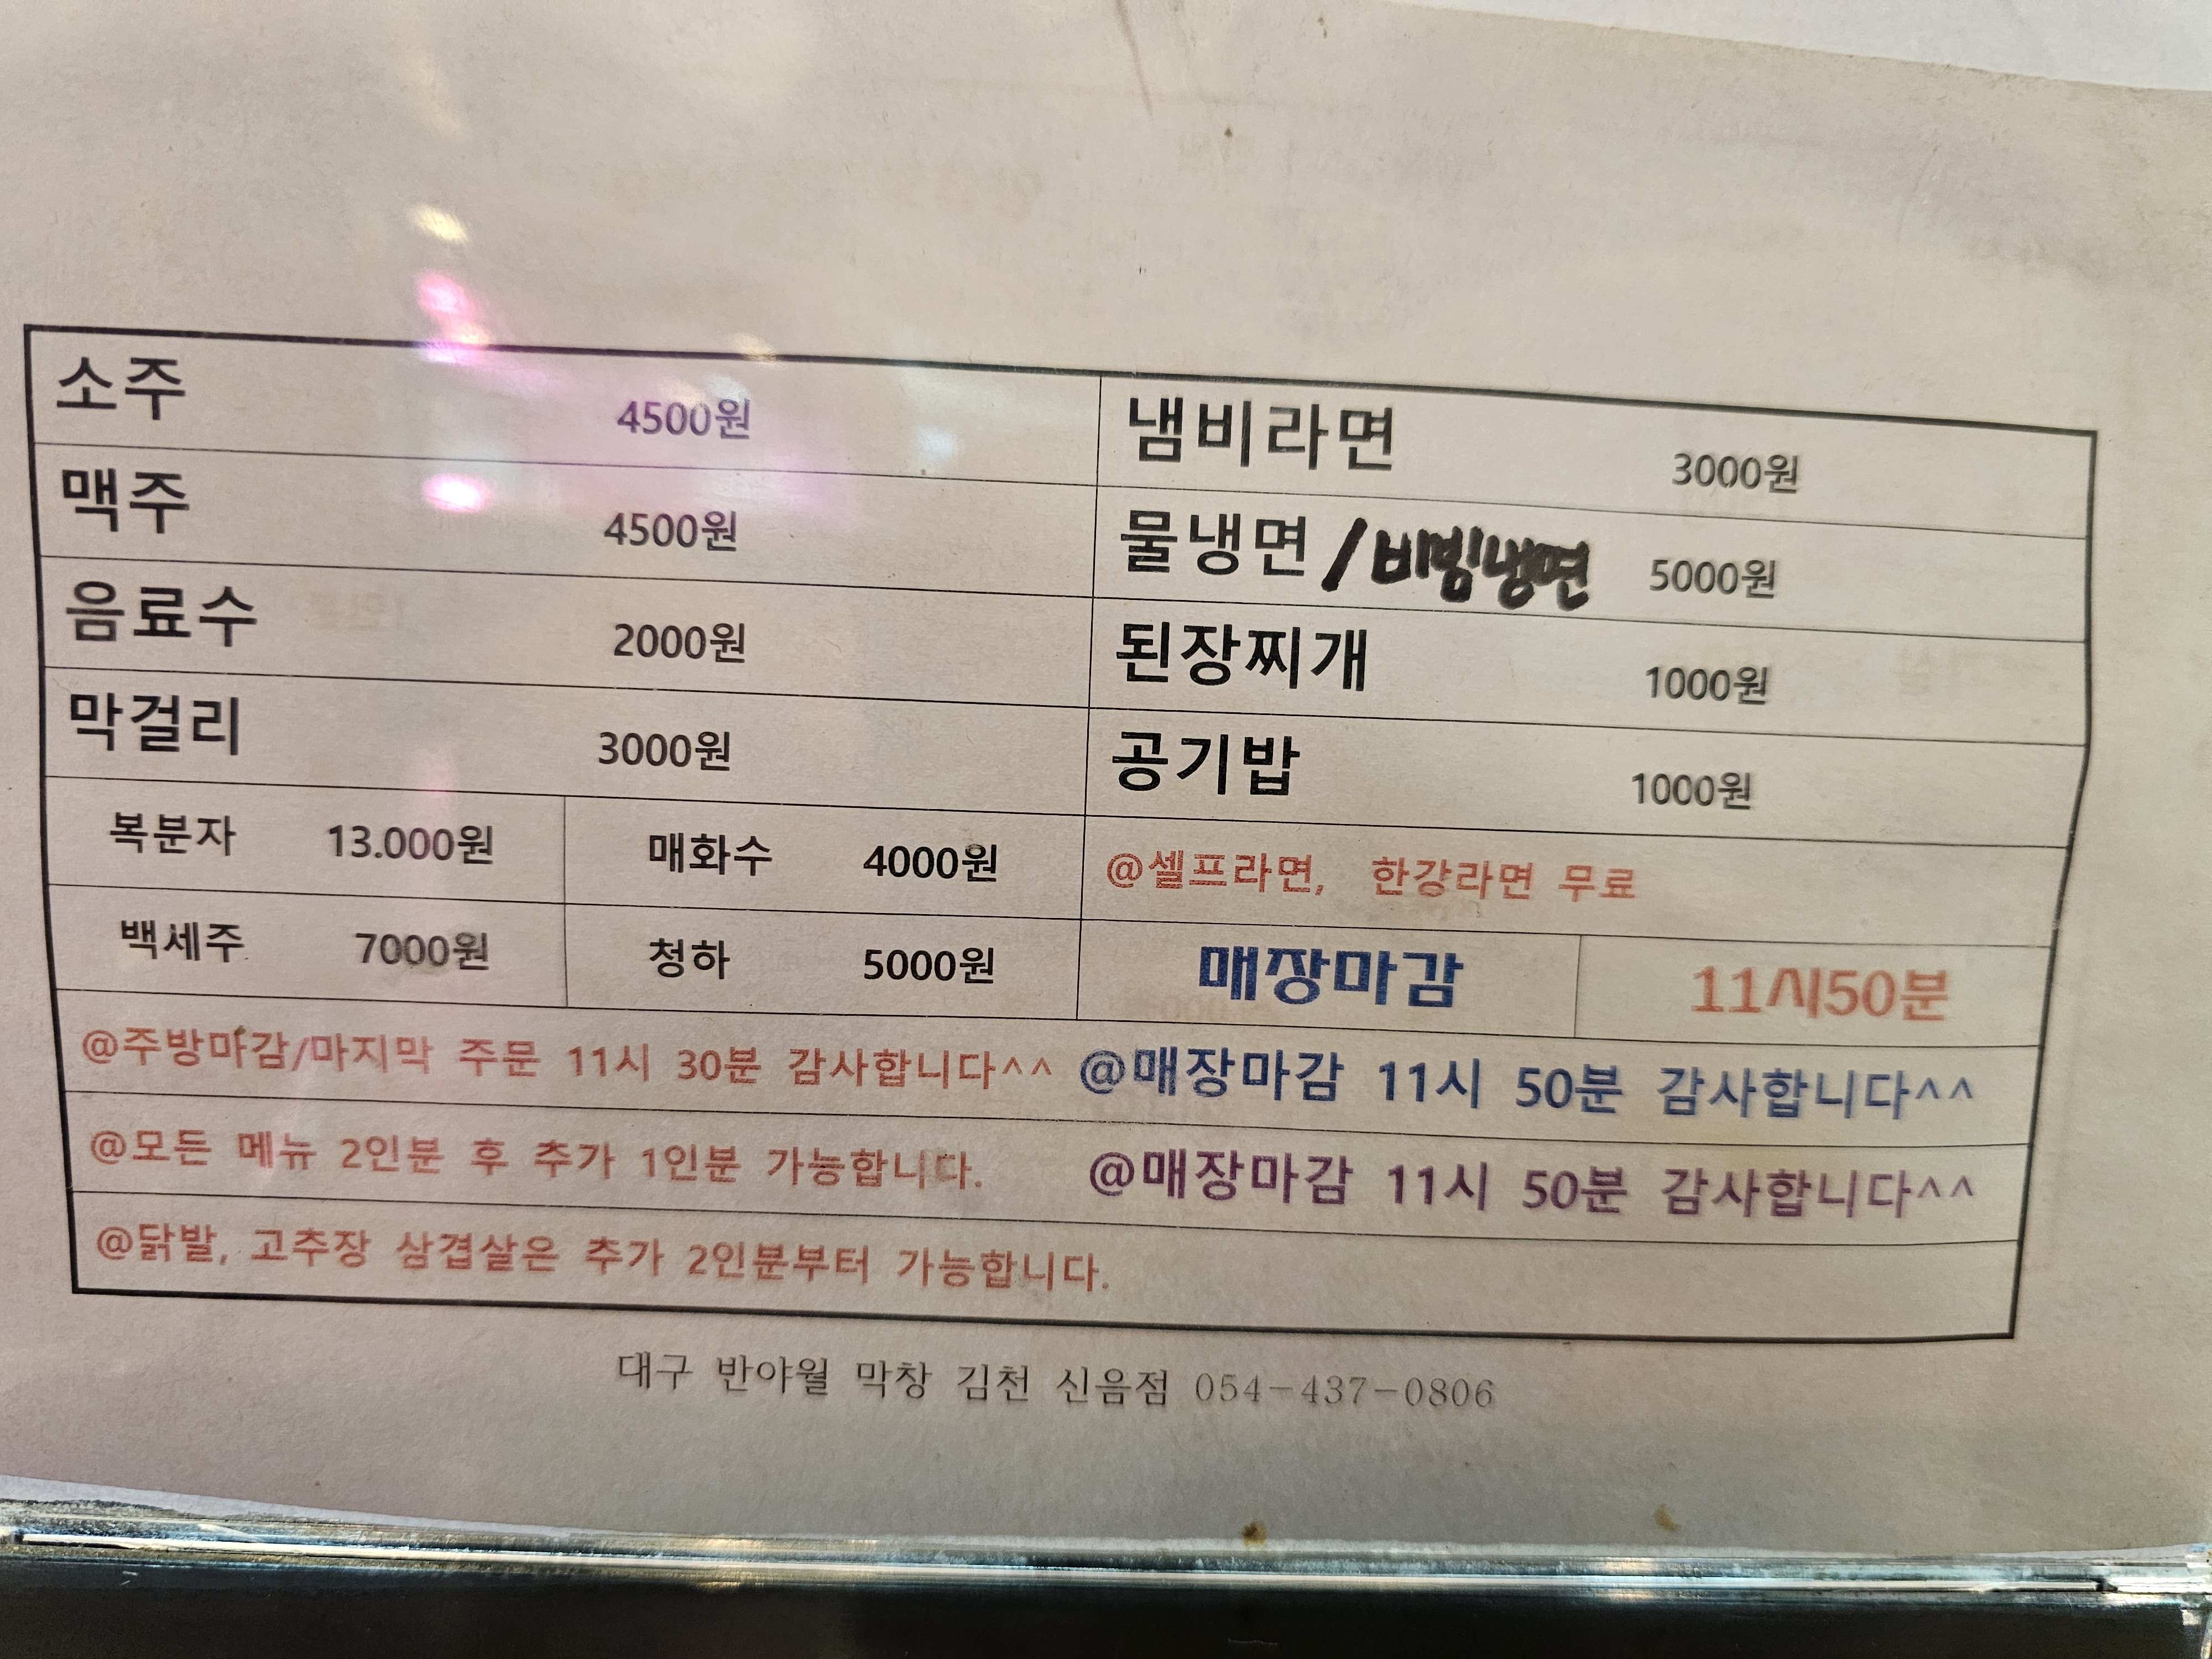 소주 4500원 냄비라면 3000원
맥주 4500원 물냉면/비빔냉면 5000원
음료수 2000원 된장찌개 1000원
막걸리 3000원 공기밥 1000원
복분자 13.000원 매화수 4000원 @셀프라면, 한강라면 무료
백세주 7000원 청하 5000원 매장마감 11시50분
@주방마감/마지막 주문 11시 30분 감사합니다^^ @매장마감 11시 50분 감사합니다^^
@모든 메뉴 2인분 후 추가 1인분 가능합니다. @매장마감 11시 50분 감사합니다^^
@닭발, 고추장 삼겹살은 추가 2인분부터 가능합니다.
대구 반야월 막창 김천 신음점 054-437-0806